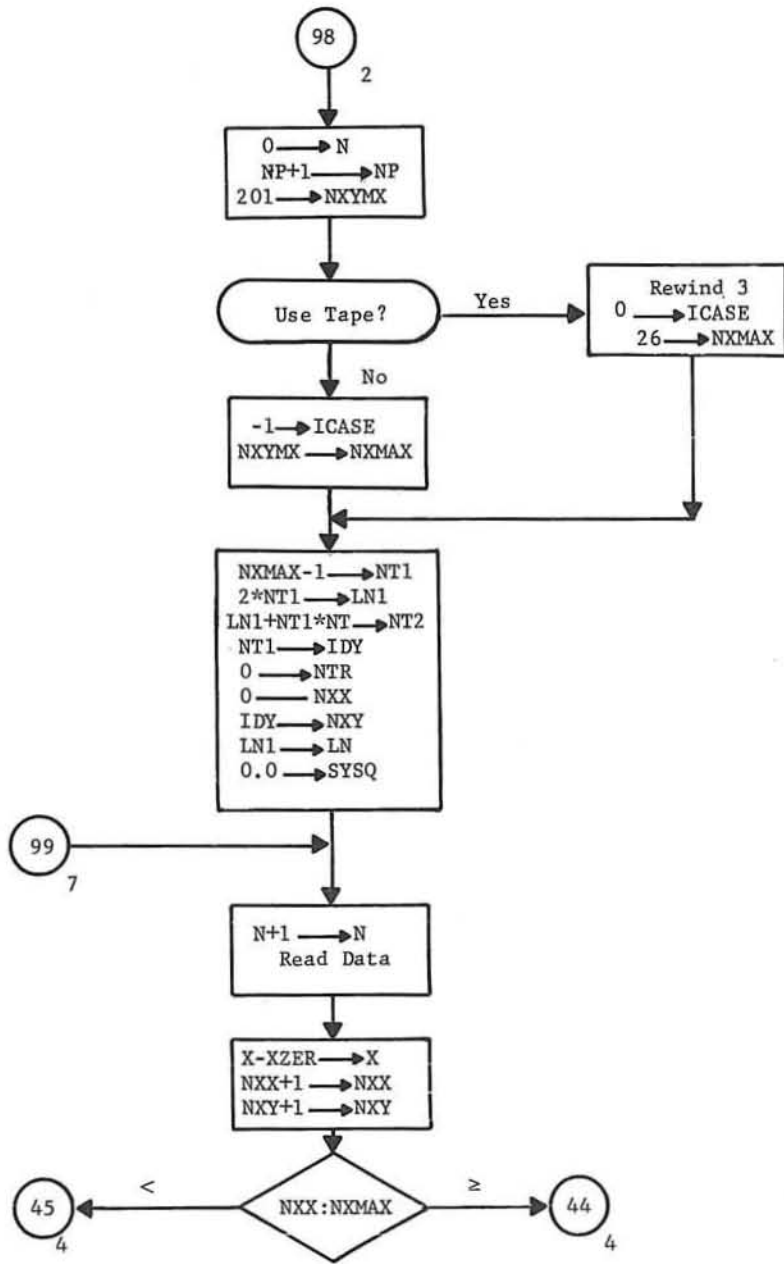 98
2
0 → N
NP+1 → NP
201 → NXYMX
Use Tape?
Yes
Rewind 3
0 → ICASE
26 → NXMAX
No
-1 → ICASE
NXYMX → NXMAX
NXMAX-1 → NT1
2*NT1 → LN1
LN1+NT1*NT → NT2
NT1 → IDY
0 → NTR
0 — NXX
IDY → NXY
LN1 → LN
0.0 → SYSQ
99
7
N+1 → N
Read Data
X-XZER → X
NXX+1 → NXX
NXY+1 → NXY
<
NXX:NXMAX
≥
45
4
44
4